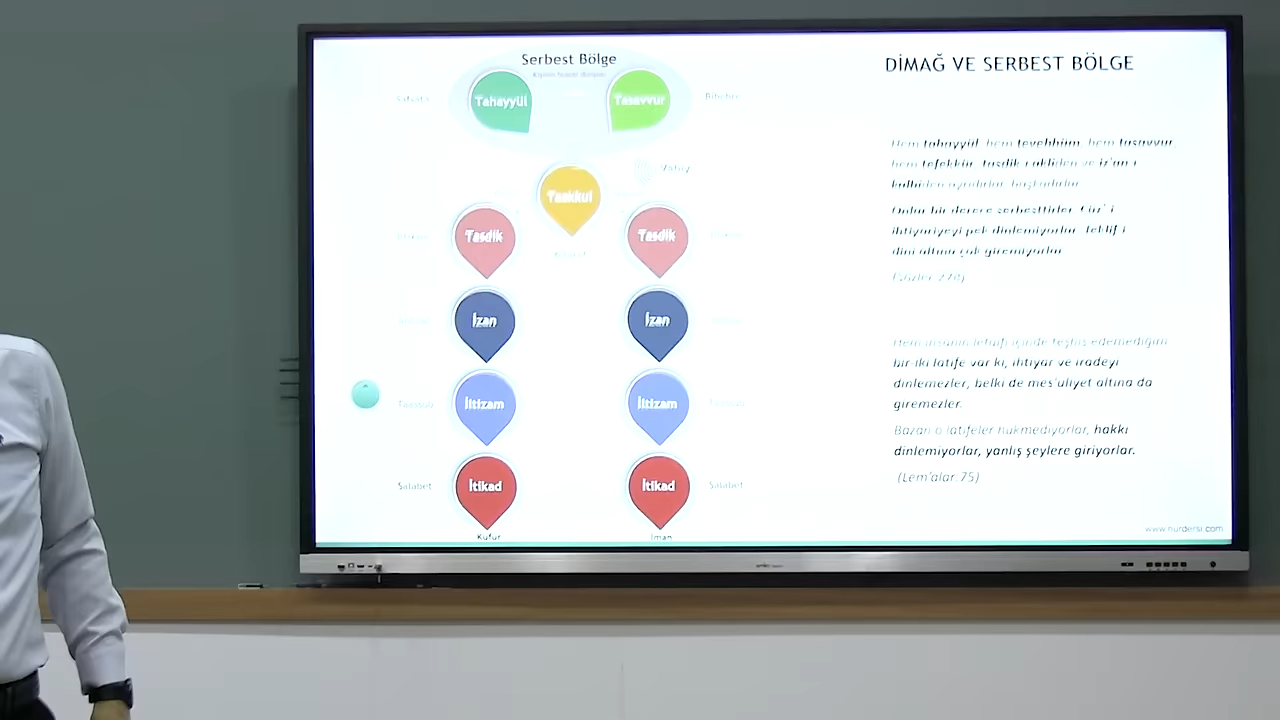 Serbest Bölge
DİMAĞ VE SERBEST BÖLGE
Tahayyül
Tasavvur
Safsata
Hem tahayyül, hem tevehhüm, hem tasavvur,
hem tefekkür, tasdik-i akliden ve iz'an-ı
kalbiden ayrıdırlar, başkadırlar.
Taakkul
Tasdik
Tasdik
Onlar bir derece serbesttirler. Cüz'-i
ihtiyariyeyi pek dinlemiyorlar, teklif-i
dini altına çok giremiyorlar.
(Sözler:278)
İzan
İzan
Hem insanın letaifi içinde teşhis edemediğim
bir-iki latife var ki, ihtiyar ve iradeyi
dinlemezler, belki de mes'uliyet altına da
giremezler.
İltizam
İltizam
Bazan o latifeler hükmediyorlar, hakkı
dinlemiyorlar, yanlış şeylere giriyorlar.
(Lem'alar:75)
Salabet
İtikad
İtikad
Salabet
Küfür
İman
www.nurdersi.com